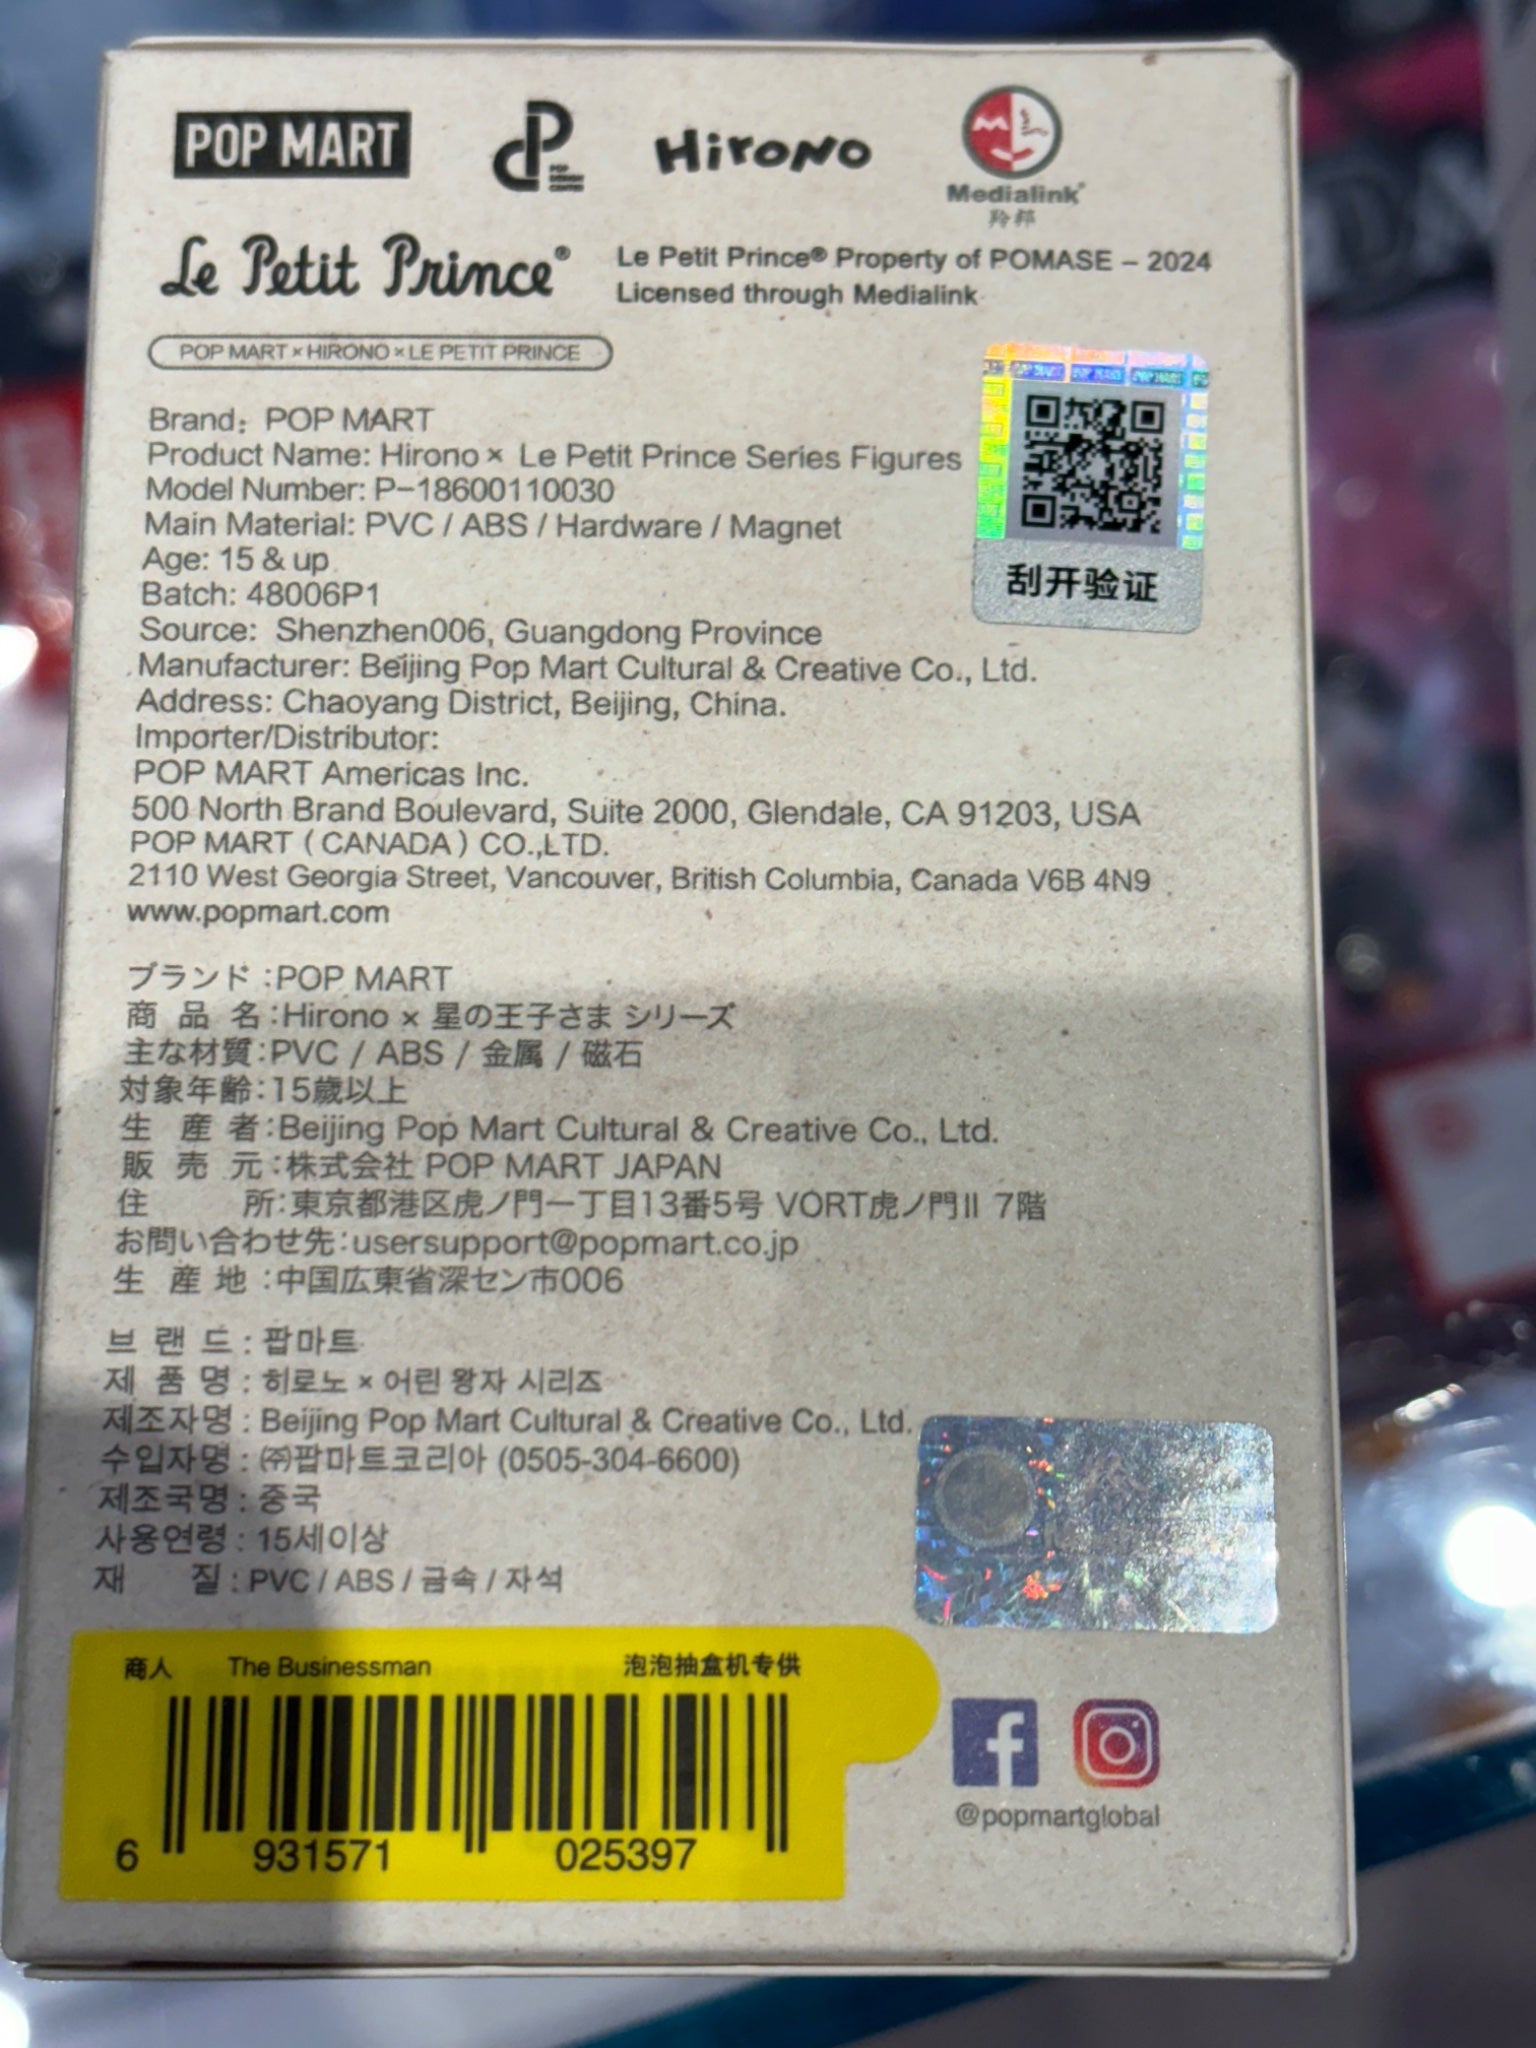 POP MART
POP DESIGN CENTER
Hirono
Medialink®
羚邦
Le Petit Prince®
Le Petit Prince® Property of POMASE – 2024
Licensed through Medialink
POP MART × HIRONO × LE PETIT PRINCE
POP MART POP MART POP MART
刮开验证
Brand: POP MART
Product Name: Hirono × Le Petit Prince Series Figures
Model Number: P-18600110030
Main Material: PVC / ABS / Hardware / Magnet
Age: 15 & up
Batch: 48006P1
Source: Shenzhen006, Guangdong Province
Manufacturer: Beijing Pop Mart Cultural & Creative Co., Ltd.
Address: Chaoyang District, Beijing, China.
Importer/Distributor:
POP MART Americas Inc.
500 North Brand Boulevard, Suite 2000, Glendale, CA 91203, USA
POP MART (CANADA) CO.,LTD.
2110 West Georgia Street, Vancouver, British Columbia, Canada V6B 4N9
www.popmart.com
ブランド:POP MART
商品名:Hirono × 星の王子さま シリーズ
主な材質:PVC / ABS / 金属 / 磁石
対象年齢:15歳以上
生産者:Beijing Pop Mart Cultural & Creative Co., Ltd.
販売元:株式会社 POP MART JAPAN
住所:東京都港区虎ノ門一丁目13番5号 VORT虎ノ門II 7階
お問い合わせ先:usersupport@popmart.co.jp
生産地:中国広東省深セン市006
브랜드: 팝마트
제품명: 히로노 × 어린 왕자 시리즈
제조자명: Beijing Pop Mart Cultural & Creative Co., Ltd.
수입자명: ㈜팝마트코리아 (0505-304-6600)
제조국명: 중국
사용연령: 15세이상
재질: PVC / ABS / 금속 / 자석
商人 The Businessman 泡泡抽盒机专供
6 931571 025397
@popmartglobal